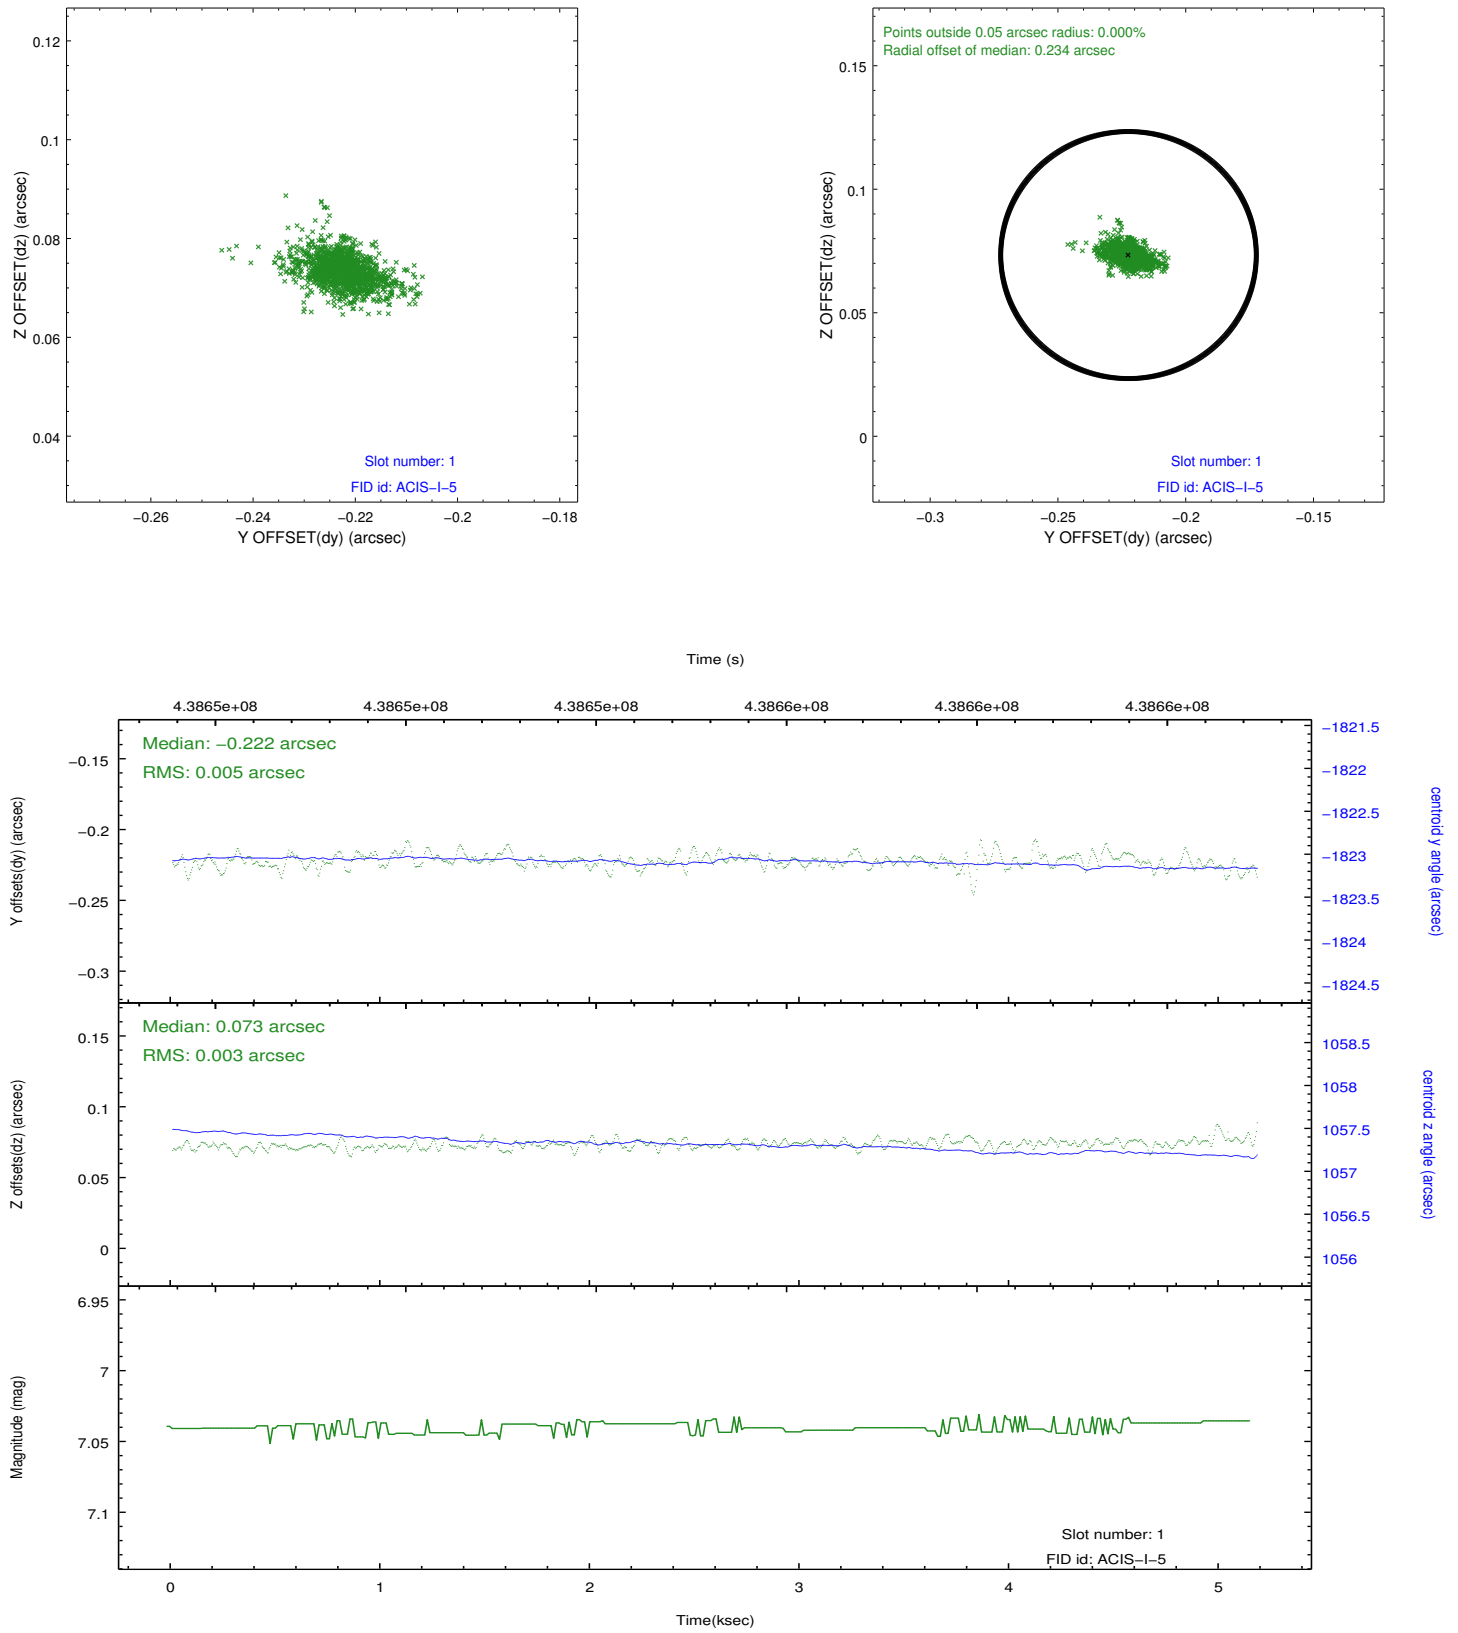 0.12
0.1
0.08
0.06
0.04
Z OFFSET(dz) (arcsec)
Slot number: 1
FID id: ACIS−I−5
−0.26 −0.24 −0.22 −0.2 −0.18
Y OFFSET(dy) (arcsec)
Points outside 0.05 arcsec radius: 0.000%
Radial offset of median: 0.234 arcsec
0.15
0.1
0.05
0
Z OFFSET(dz) (arcsec)
Slot number: 1
FID id: ACIS−I−5
−0.3 −0.25 −0.2 −0.15
Y OFFSET(dy) (arcsec)
Time (s)
4.3865e+08 4.3865e+08 4.3865e+08 4.3866e+08 4.3866e+08 4.3866e+08
Median: −0.222 arcsec
RMS: 0.005 arcsec
−0.15
−0.2
−0.25
−0.3
Y offsets(dy) (arcsec)
−1821.5
−1822
−1822.5
−1823
−1823.5
−1824
−1824.5
centroid y angle (arcsec)
Median: 0.073 arcsec
RMS: 0.003 arcsec
0.15
0.1
0.05
0
Z offsets(dz) (arcsec)
1058.5
1058
1057.5
1057
1056.5
1056
centroid z angle (arcsec)
6.95
7
7.05
7.1
Magnitude (mag)
Slot number: 1
FID id: ACIS−I−5
0 1 2 3 4 5
Time(ksec)